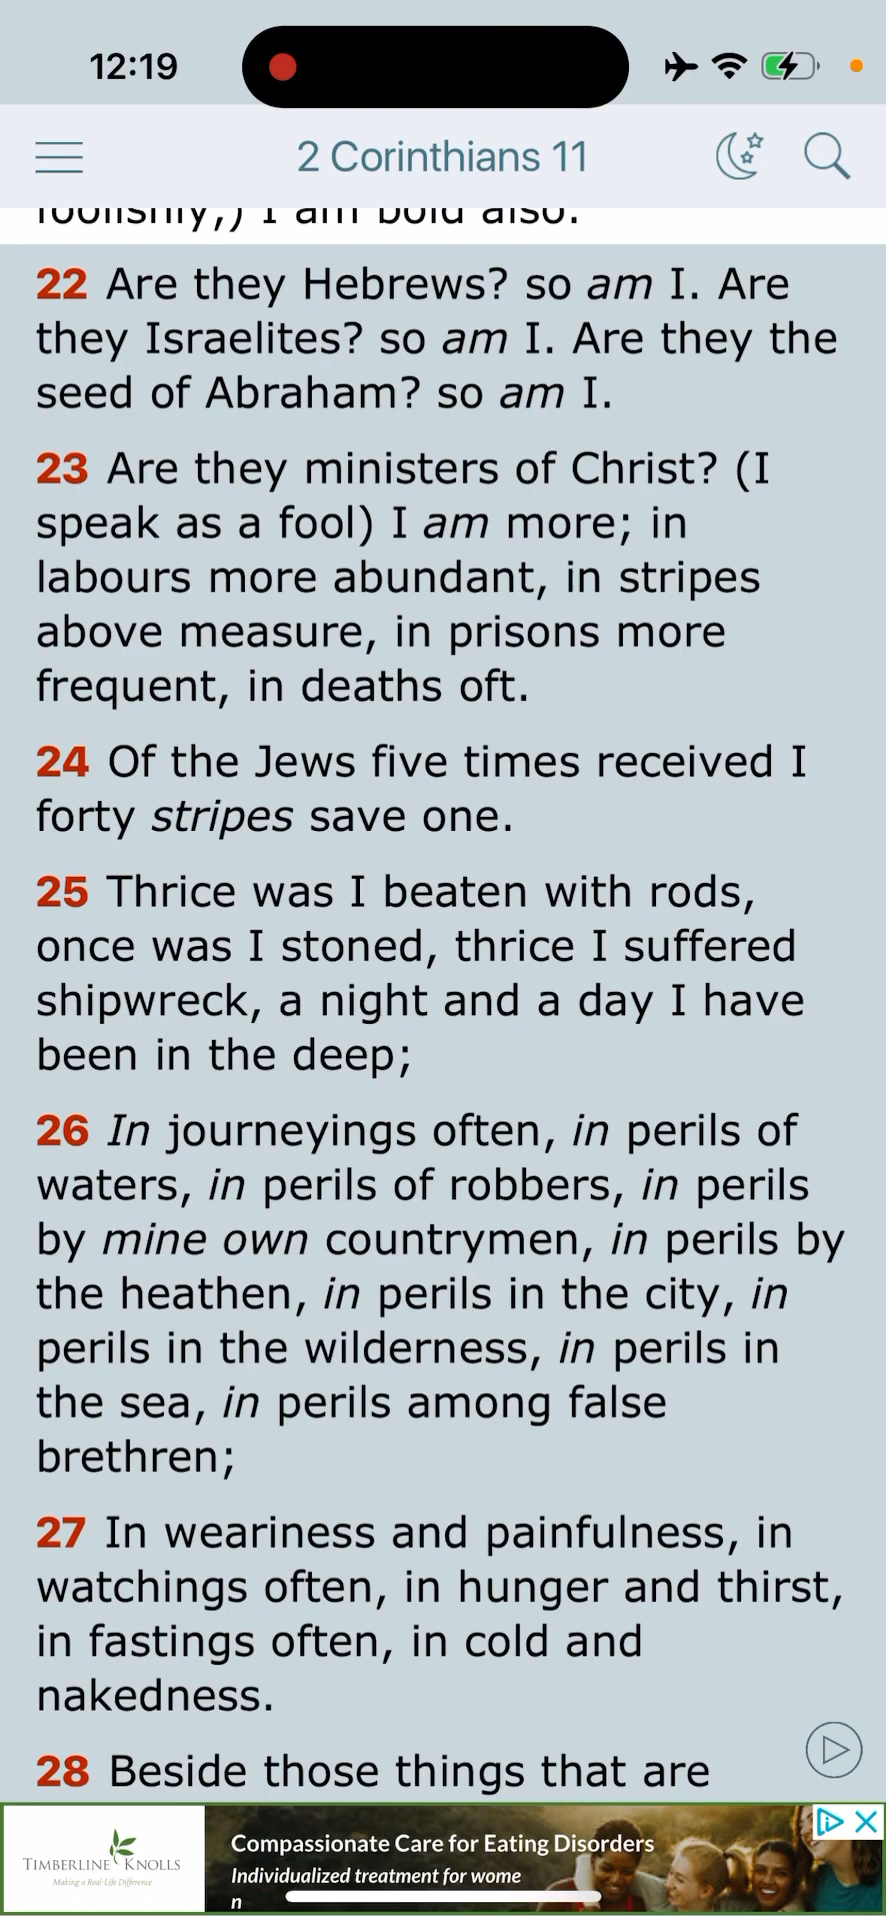 12:19
2 Corinthians 11
foolishly,) I am bold also.
22 Are they Hebrews? so am I. Are
they Israelites? so am I. Are they the
seed of Abraham? so am I.
23 Are they ministers of Christ? (I
speak as a fool) I am more; in
labours more abundant, in stripes
above measure, in prisons more
frequent, in deaths oft.
24 Of the Jews five times received I
forty stripes save one.
25 Thrice was I beaten with rods,
once was I stoned, thrice I suffered
shipwreck, a night and a day I have
been in the deep;
26 In journeyings often, in perils of
waters, in perils of robbers, in perils
by mine own countrymen, in perils by
the heathen, in perils in the city, in
perils in the wilderness, in perils in
the sea, in perils among false
brethren;
27 In weariness and painfulness, in
watchings often, in hunger and thirst,
in fastings often, in cold and
nakedness.
28 Beside those things that are
TIMBERLINE KNOLLS
Making a Real-Life Difference
Compassionate Care for Eating Disorders
Individualized treatment for wome
n